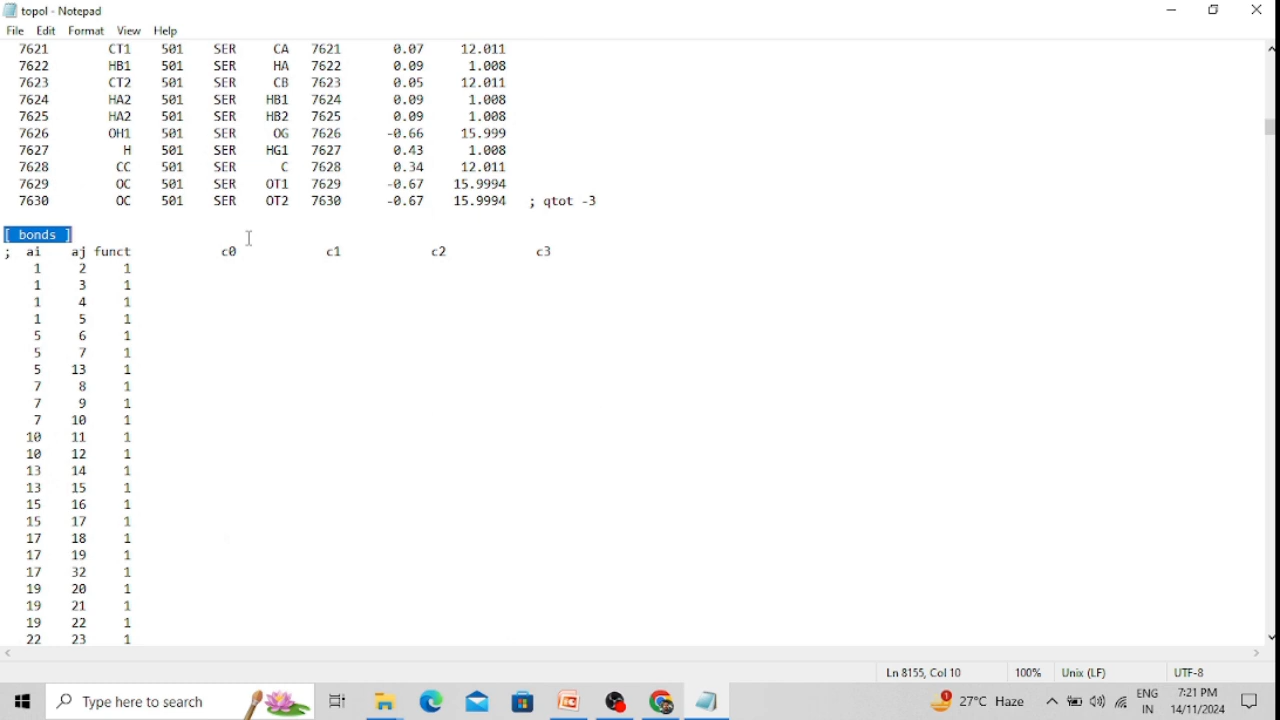 topol - Notepad
File Edit Format View Help
7621 CT1 501 SER CA 7621 0.07 12.011
7622 HB1 501 SER HA 7622 0.09 1.008
7623 CT2 501 SER CB 7623 0.05 12.011
7624 HA2 501 SER HB1 7624 0.09 1.008
7625 HA2 501 SER HB2 7625 0.09 1.008
7626 OH1 501 SER OG 7626 -0.66 15.999
7627 H 501 SER HG1 7627 0.43 1.008
7628 CC 501 SER C 7628 0.34 12.011
7629 OC 501 SER OT1 7629 -0.67 15.9994
7630 OC 501 SER OT2 7630 -0.67 15.9994 ; qtot -3
[ bonds ]
; ai aj funct c0 c1 c2 c3
1 2 1
1 3 1
1 4 1
1 5 1
5 6 1
5 7 1
5 13 1
7 8 1
7 9 1
7 10 1
10 11 1
10 12 1
13 14 1
13 15 1
15 16 1
15 17 1
17 18 1
17 19 1
17 32 1
19 20 1
19 21 1
19 22 1
22 23 1
Ln 8155, Col 10 100% Unix (LF) UTF-8
Type here to search 1 27°C Haze ENG IN 7:21 PM 14/11/2024